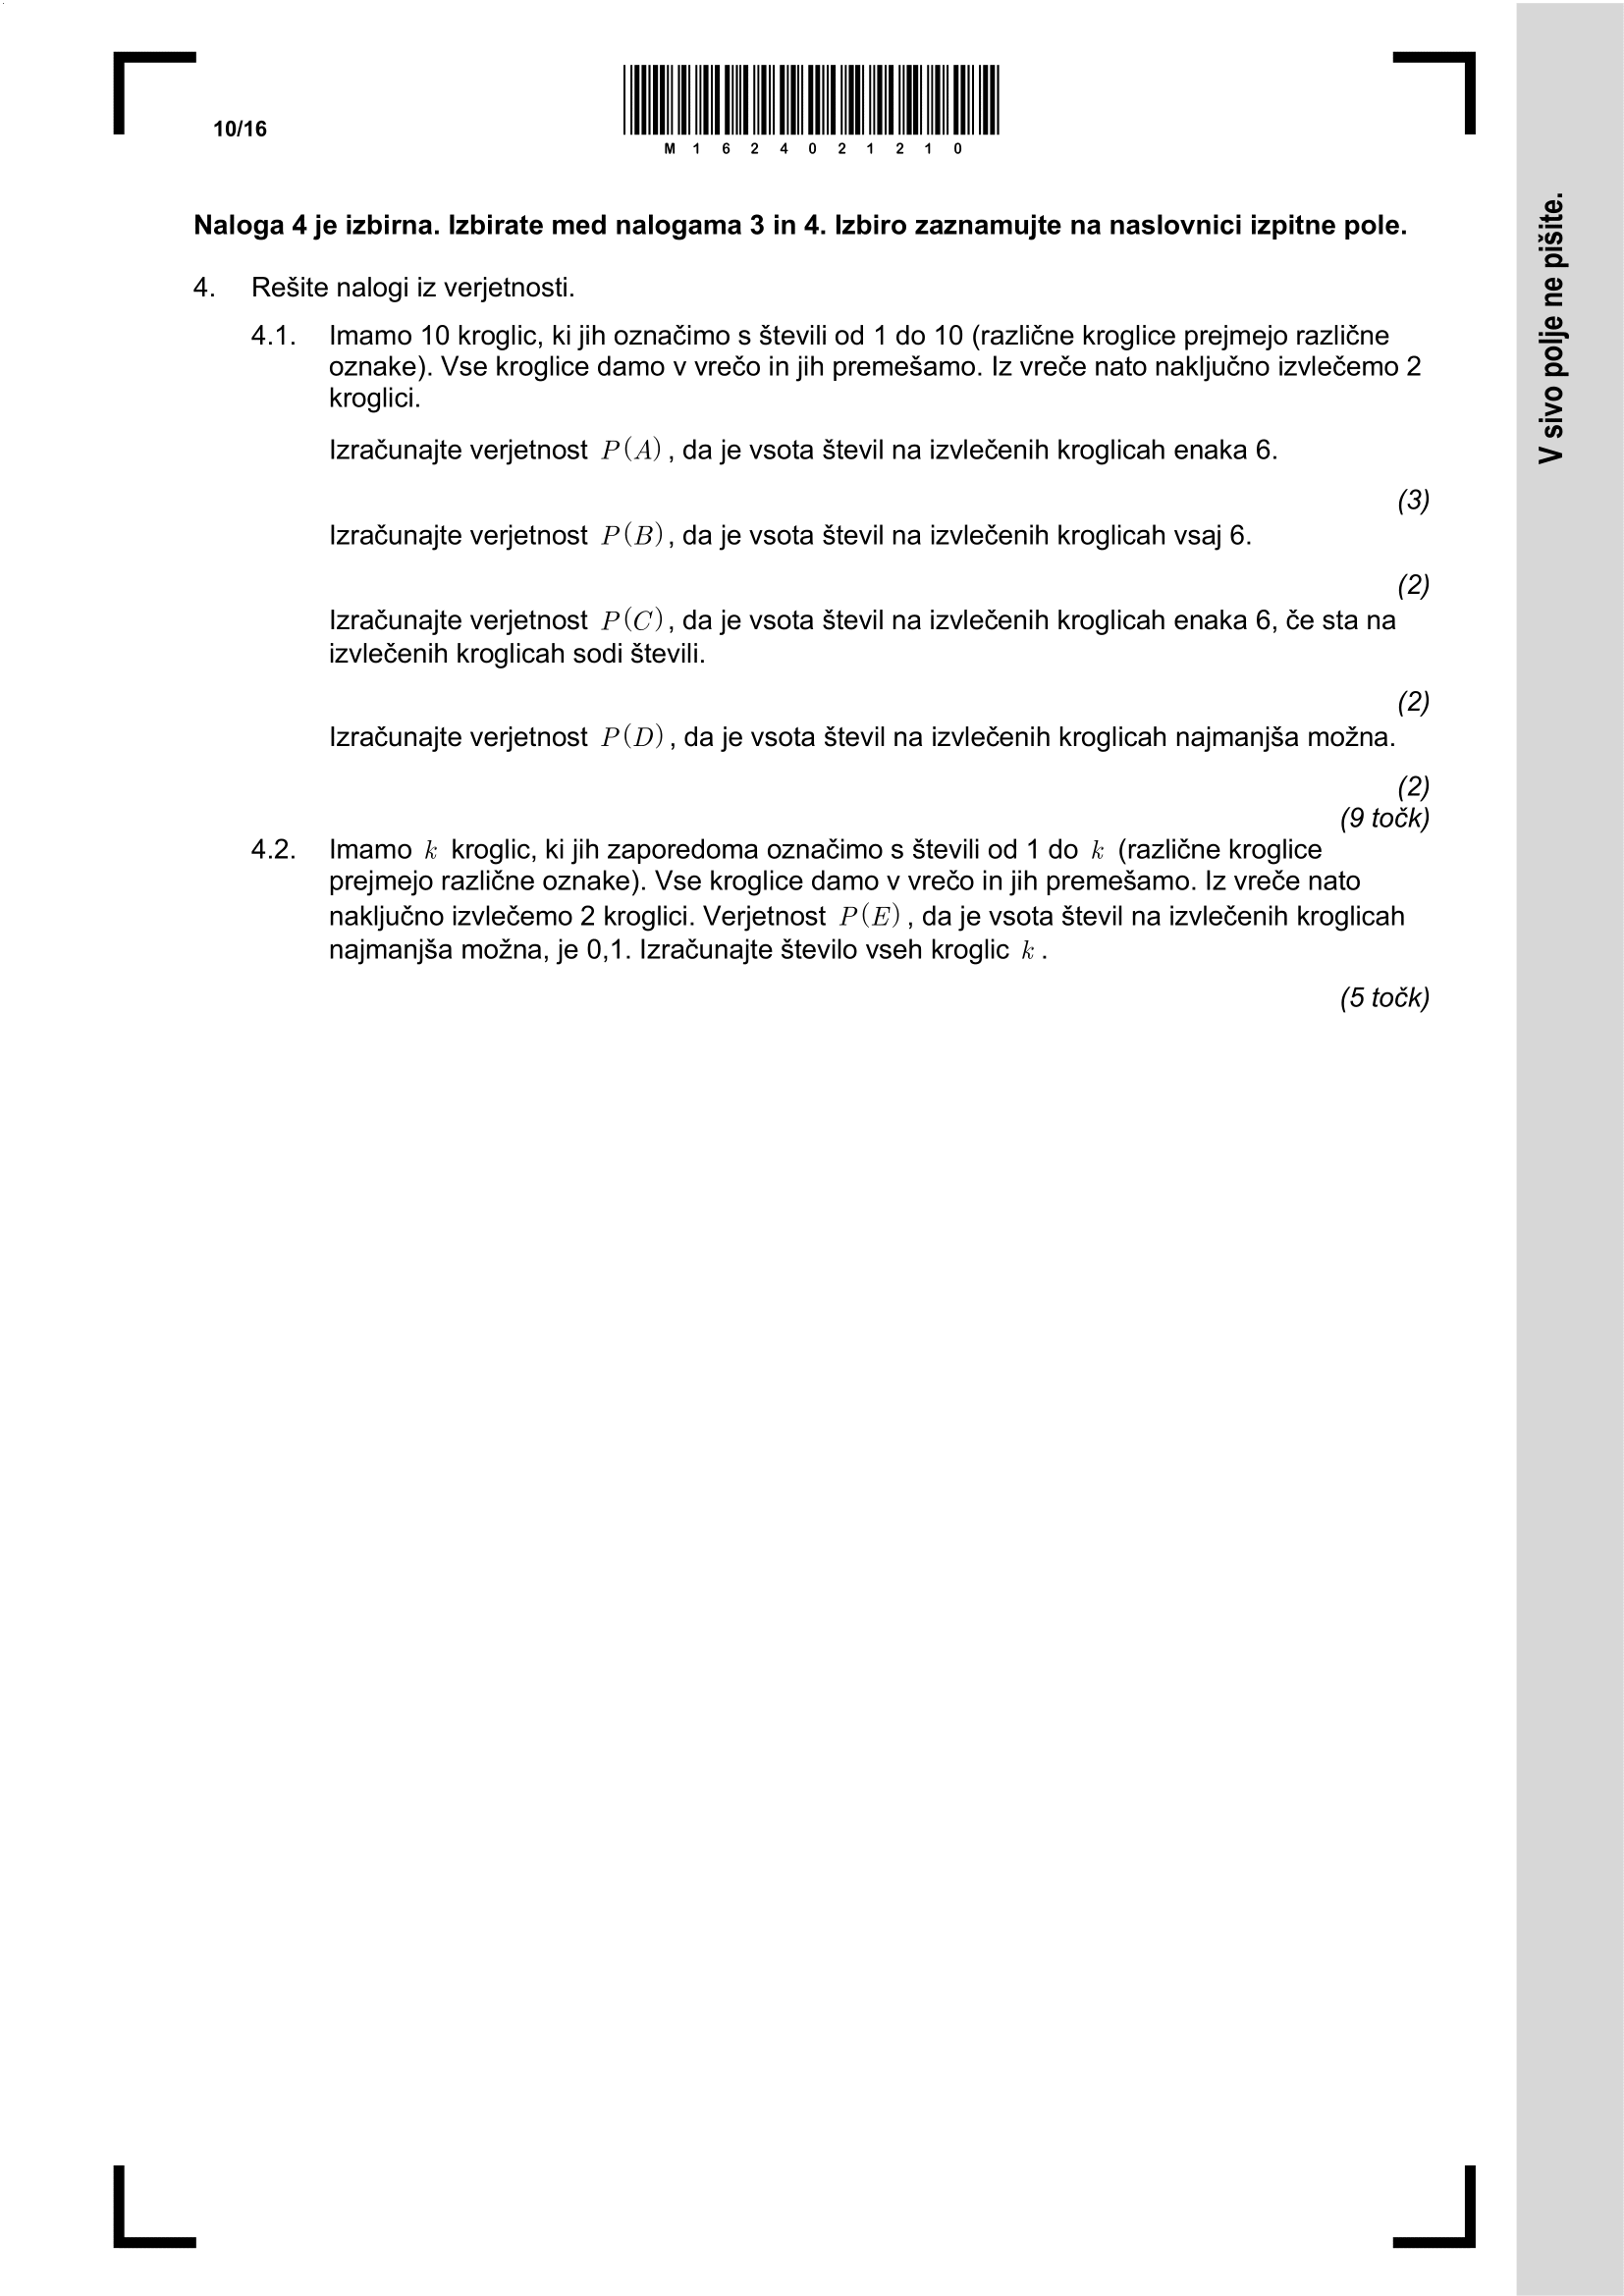 10/16
M 1 6 2 4 0 2 1 2 1 0
V sivo polje ne pišite.
Naloga 4 je izbirna. Izbirate med nalogama 3 in 4. Izbiro zaznamujte na naslovnici izpitne pole.
4. Rešite nalogi iz verjetnosti.
4.1. Imamo 10 kroglic, ki jih označimo s števili od 1 do 10 (različne kroglice prejmejo različne
oznake). Vse kroglice damo v vrečo in jih premešamo. Iz vreče nato naključno izvlečemo 2
kroglici.
Izračunajte verjetnost P(A), da je vsota števil na izvlečenih kroglicah enaka 6.
(3)
Izračunajte verjetnost P(B), da je vsota števil na izvlečenih kroglicah vsaj 6.
(2)
Izračunajte verjetnost P(C), da je vsota števil na izvlečenih kroglicah enaka 6, če sta na
izvlečenih kroglicah sodi števili.
(2)
Izračunajte verjetnost P(D), da je vsota števil na izvlečenih kroglicah najmanjša možna.
(2)
(9 točk)
4.2. Imamo k kroglic, ki jih zaporedoma označimo s števili od 1 do k (različne kroglice
prejmejo različne oznake). Vse kroglice damo v vrečo in jih premešamo. Iz vreče nato
naključno izvlečemo 2 kroglici. Verjetnost P(E), da je vsota števil na izvlečenih kroglicah
najmanjša možna, je 0,1. Izračunajte število vseh kroglic k.
(5 točk)